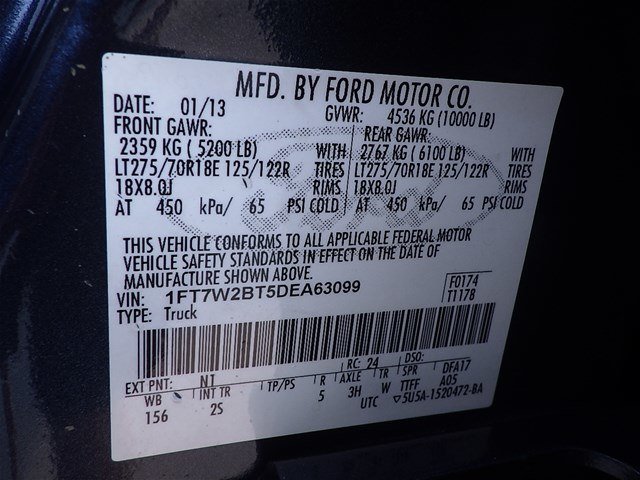 MFD. BY FORD MOTOR CO.
DATE: 01/13 GVWR: 4536 KG (10000 LB)
FRONT GAWR: REAR GAWR:
2359 KG ( 5200 LB) WITH 2767 KG ( 6100 LB) WITH
LT275/70R18E 125/122R TIRES LT275/70R18E 125/122R TIRES
18X8.0J RIMS 18X8.0J RIMS
AT 450 kPa/ 65 PSI COLD AT 450 kPa/ 65 PSI COLD
THIS VEHICLE CONFORMS TO ALL APPLICABLE FEDERAL MOTOR
VEHICLE SAFETY STANDARDS IN EFFECT ON THE DATE OF
MANUFACTURE SHOWN ABOVE.
VIN: 1FT7W2BT5DEA63099 F0174
TYPE: Truck T1178
RC: 24 DSO:
EXT PNT: NT DFA17
WB INT TR TP/PS R AXLE TR SPR
156 2S 5 3H W TTFF A05
UTC ▽5U5A-1520472-BA